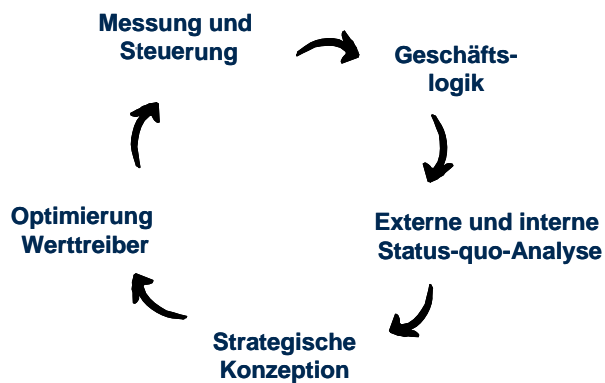 Messung und
Steuerung
Geschäfts-
logik
Externe und interne
Status-quo-Analyse
Strategische
Konzeption
Optimierung
Werttreiber